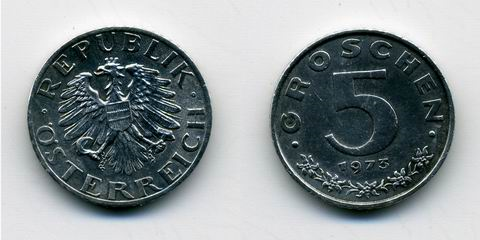 · REPUBLIK ·
ÖSTERREICH
· GROSCHEN ·
5
1973